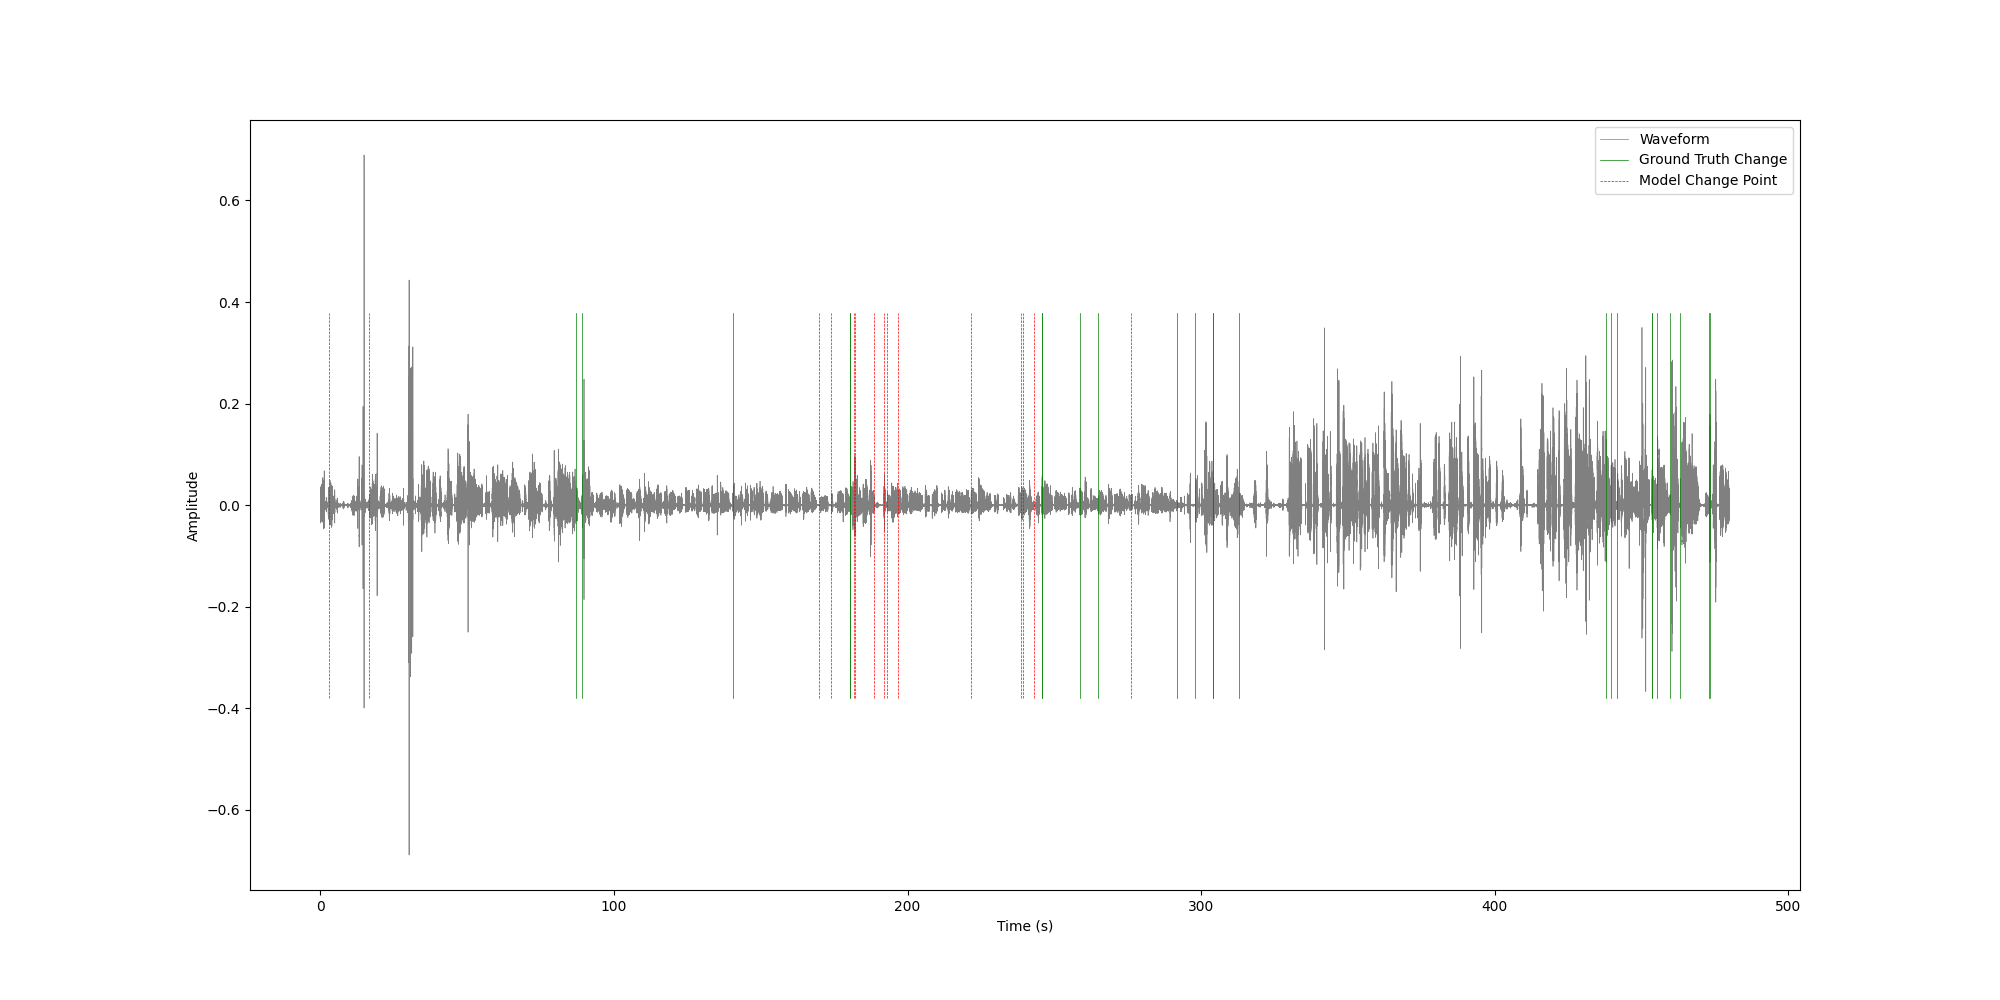 Waveform
Ground Truth Change
Model Change Point
0.6
0.4
0.2
0.0
−0.2
−0.4
−0.6
Amplitude
0
100
200
300
400
500
Time (s)